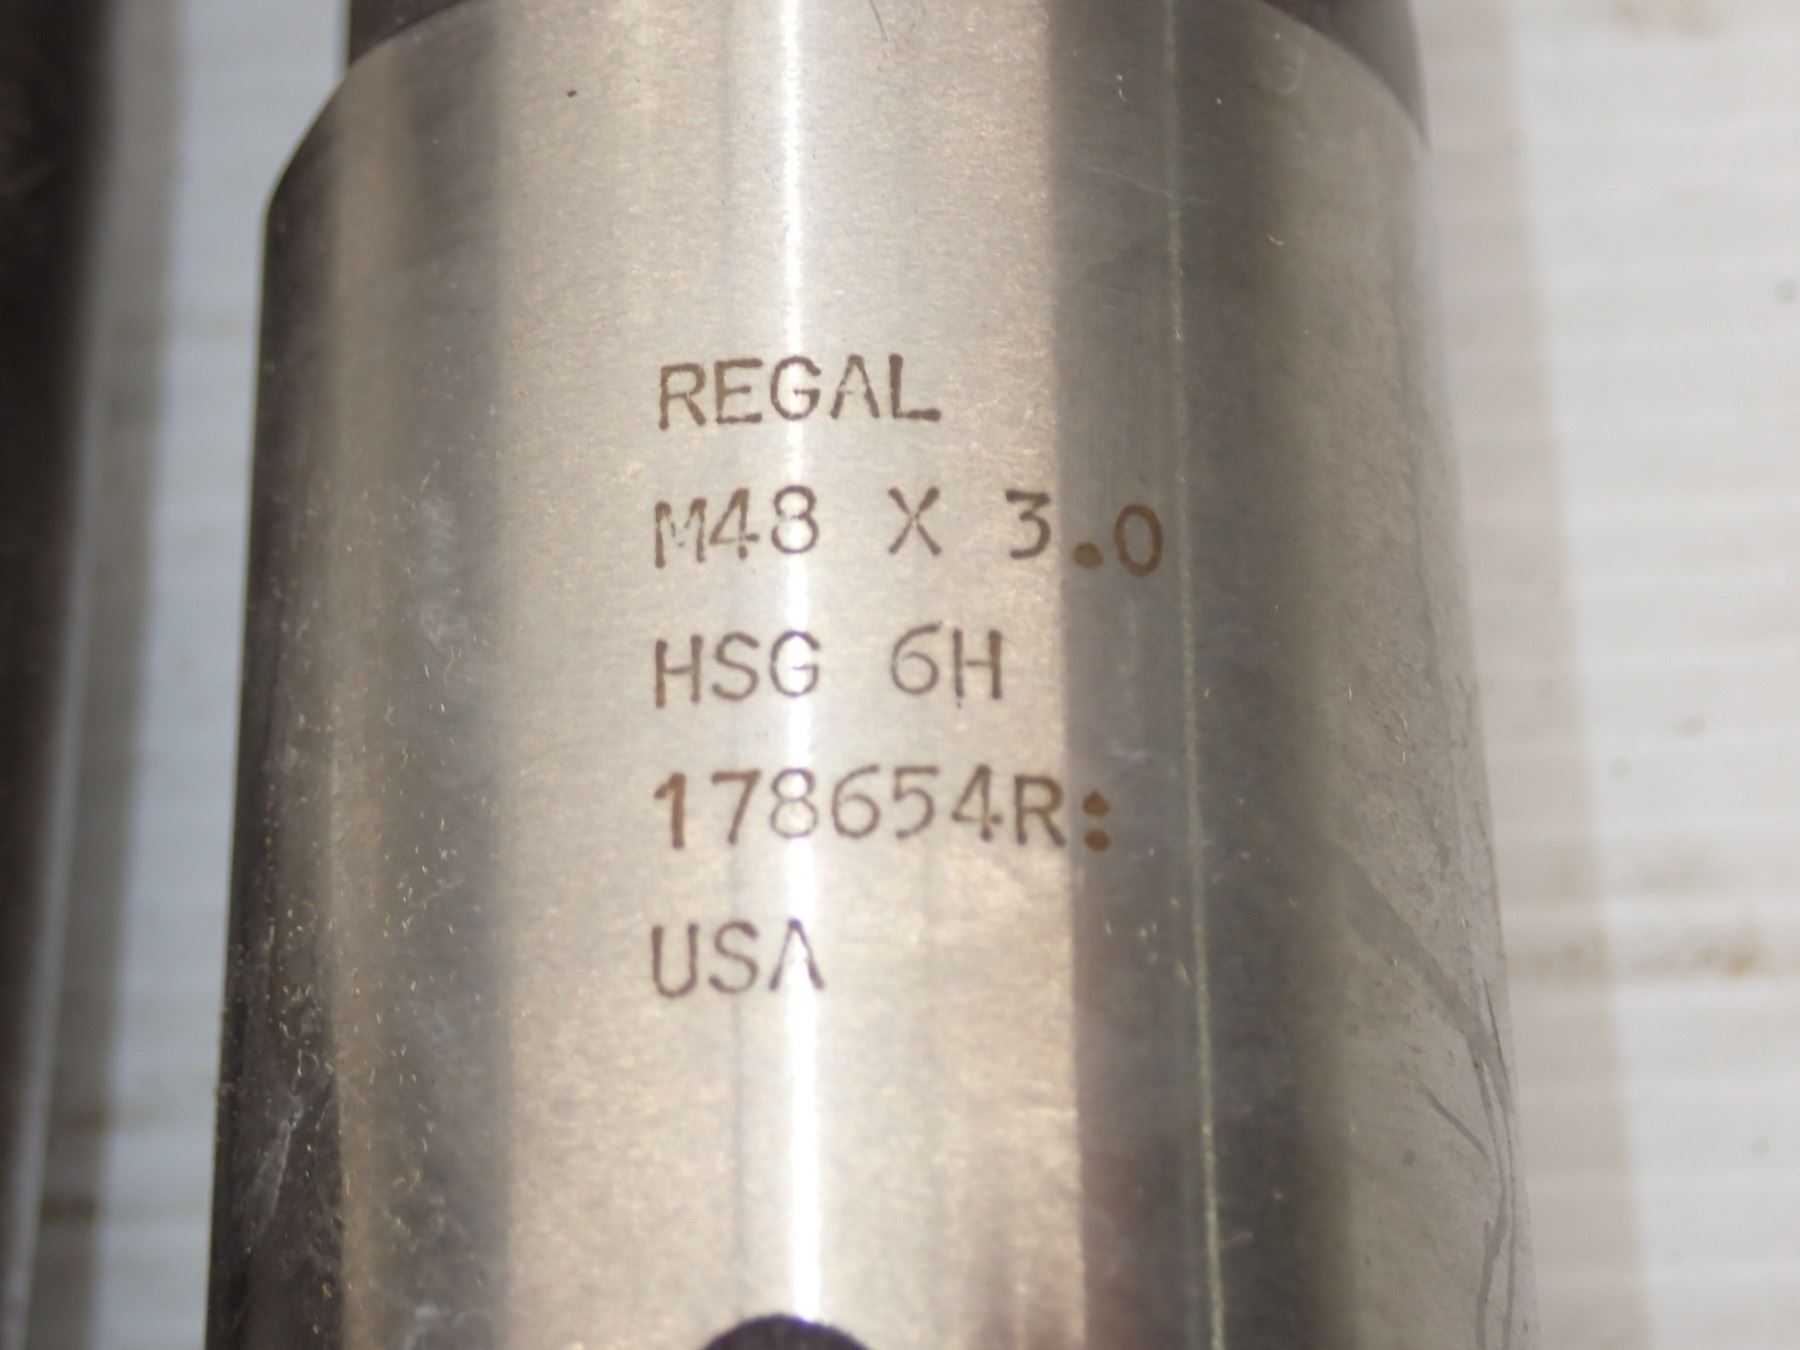 REGAL
M48 X 3.0
HSG 6H
178654R:
USA